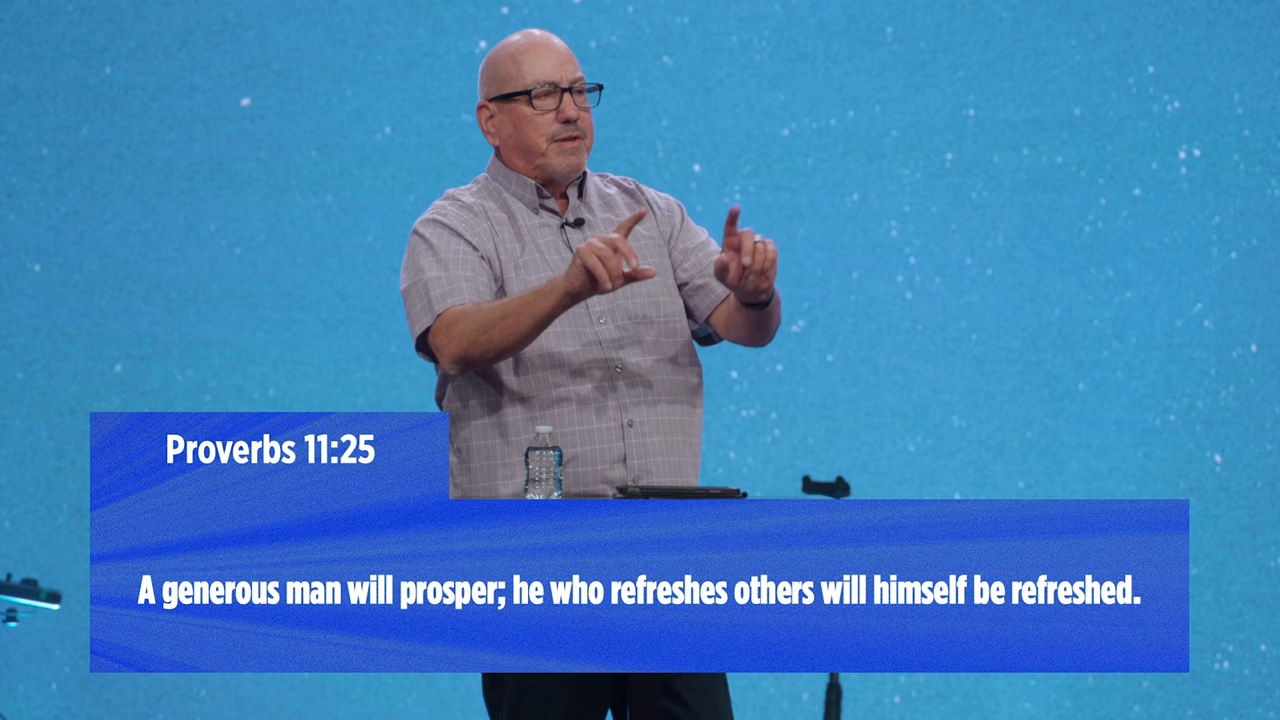 Proverbs 11:25
A generous man will prosper; he who refreshes others will himself be refreshed.